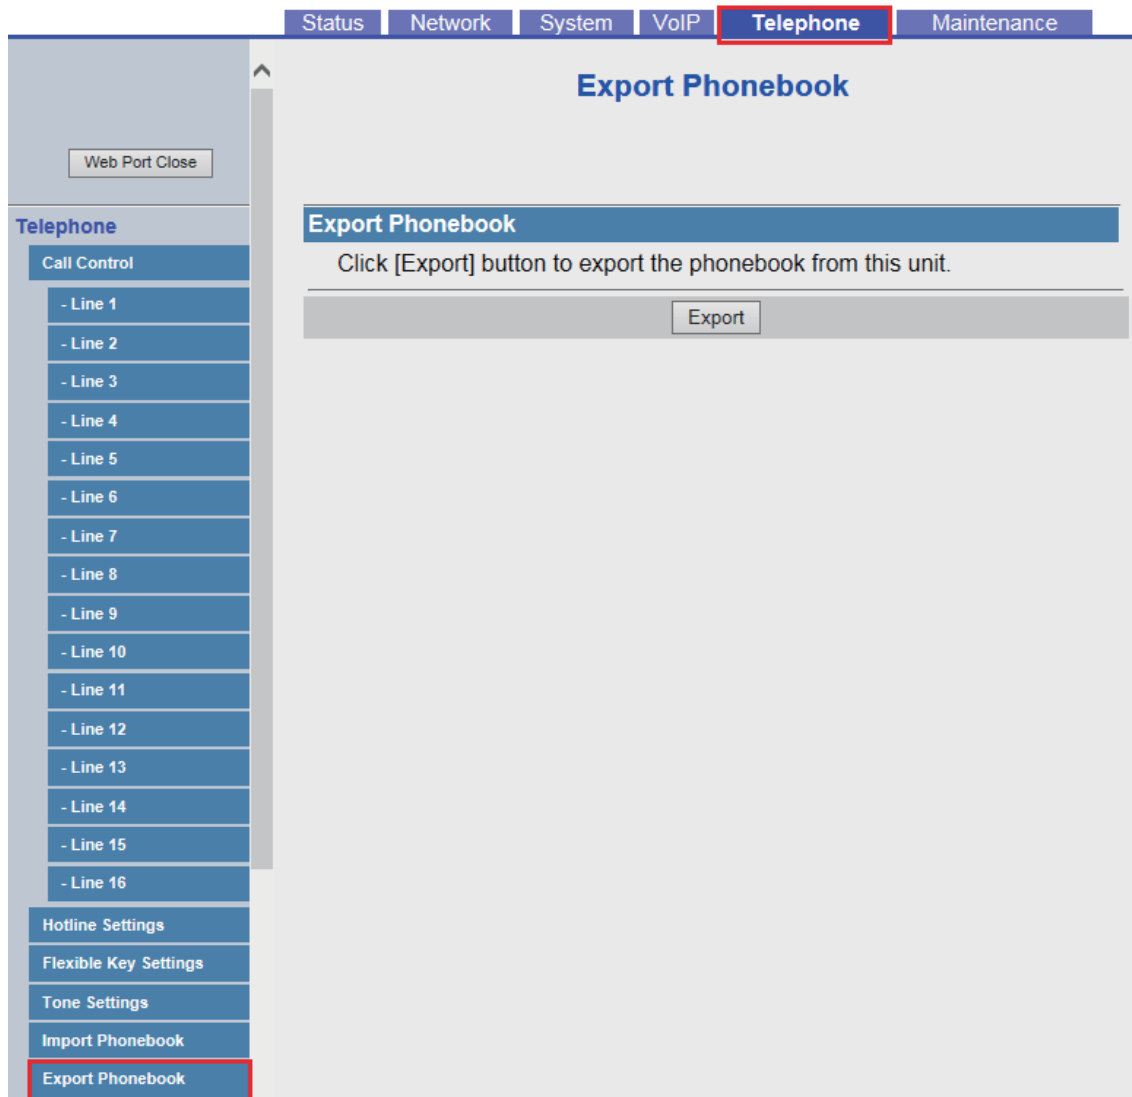 Status Network System VoIP Telephone Maintenance
Export Phonebook
Web Port Close
Telephone
Call Control
- Line 1
- Line 2
- Line 3
- Line 4
- Line 5
- Line 6
- Line 7
- Line 8
- Line 9
- Line 10
- Line 11
- Line 12
- Line 13
- Line 14
- Line 15
- Line 16
Hotline Settings
Flexible Key Settings
Tone Settings
Import Phonebook
Export Phonebook
Export Phonebook
Click [Export] button to export the phonebook from this unit.
Export